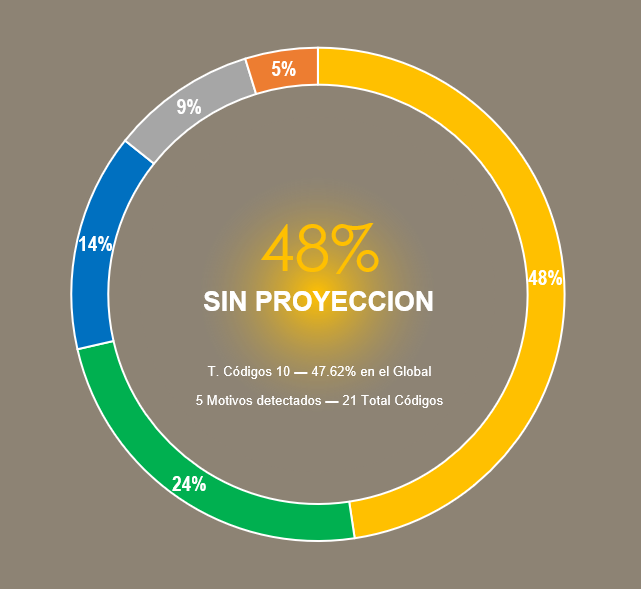 5%
9%
14%
48%
SIN PROYECCION
48%
T. Códigos 10 — 47.62% en el Global
5 Motivos detectados — 21 Total Códigos
24%